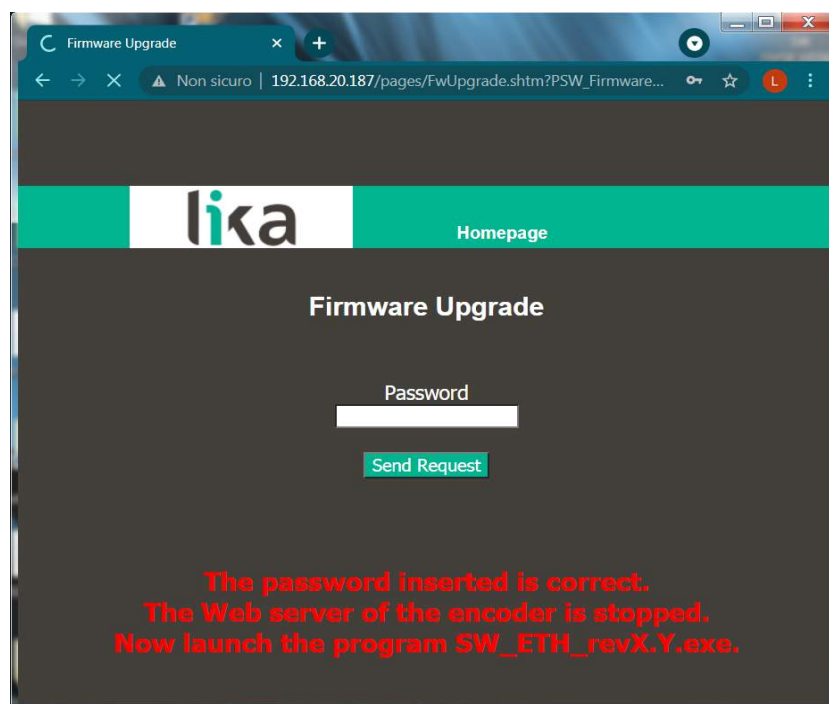 Firmware Upgrade
Non sicuro | 192.168.20.187/pages/FwUpgrade.shtm?PSW_Firmware...
L
lika
Homepage
Firmware Upgrade
Password
Send Request
The password inserted is correct.
The Web server of the encoder is stopped.
Now launch the program SW_ETH_revX.Y.exe.